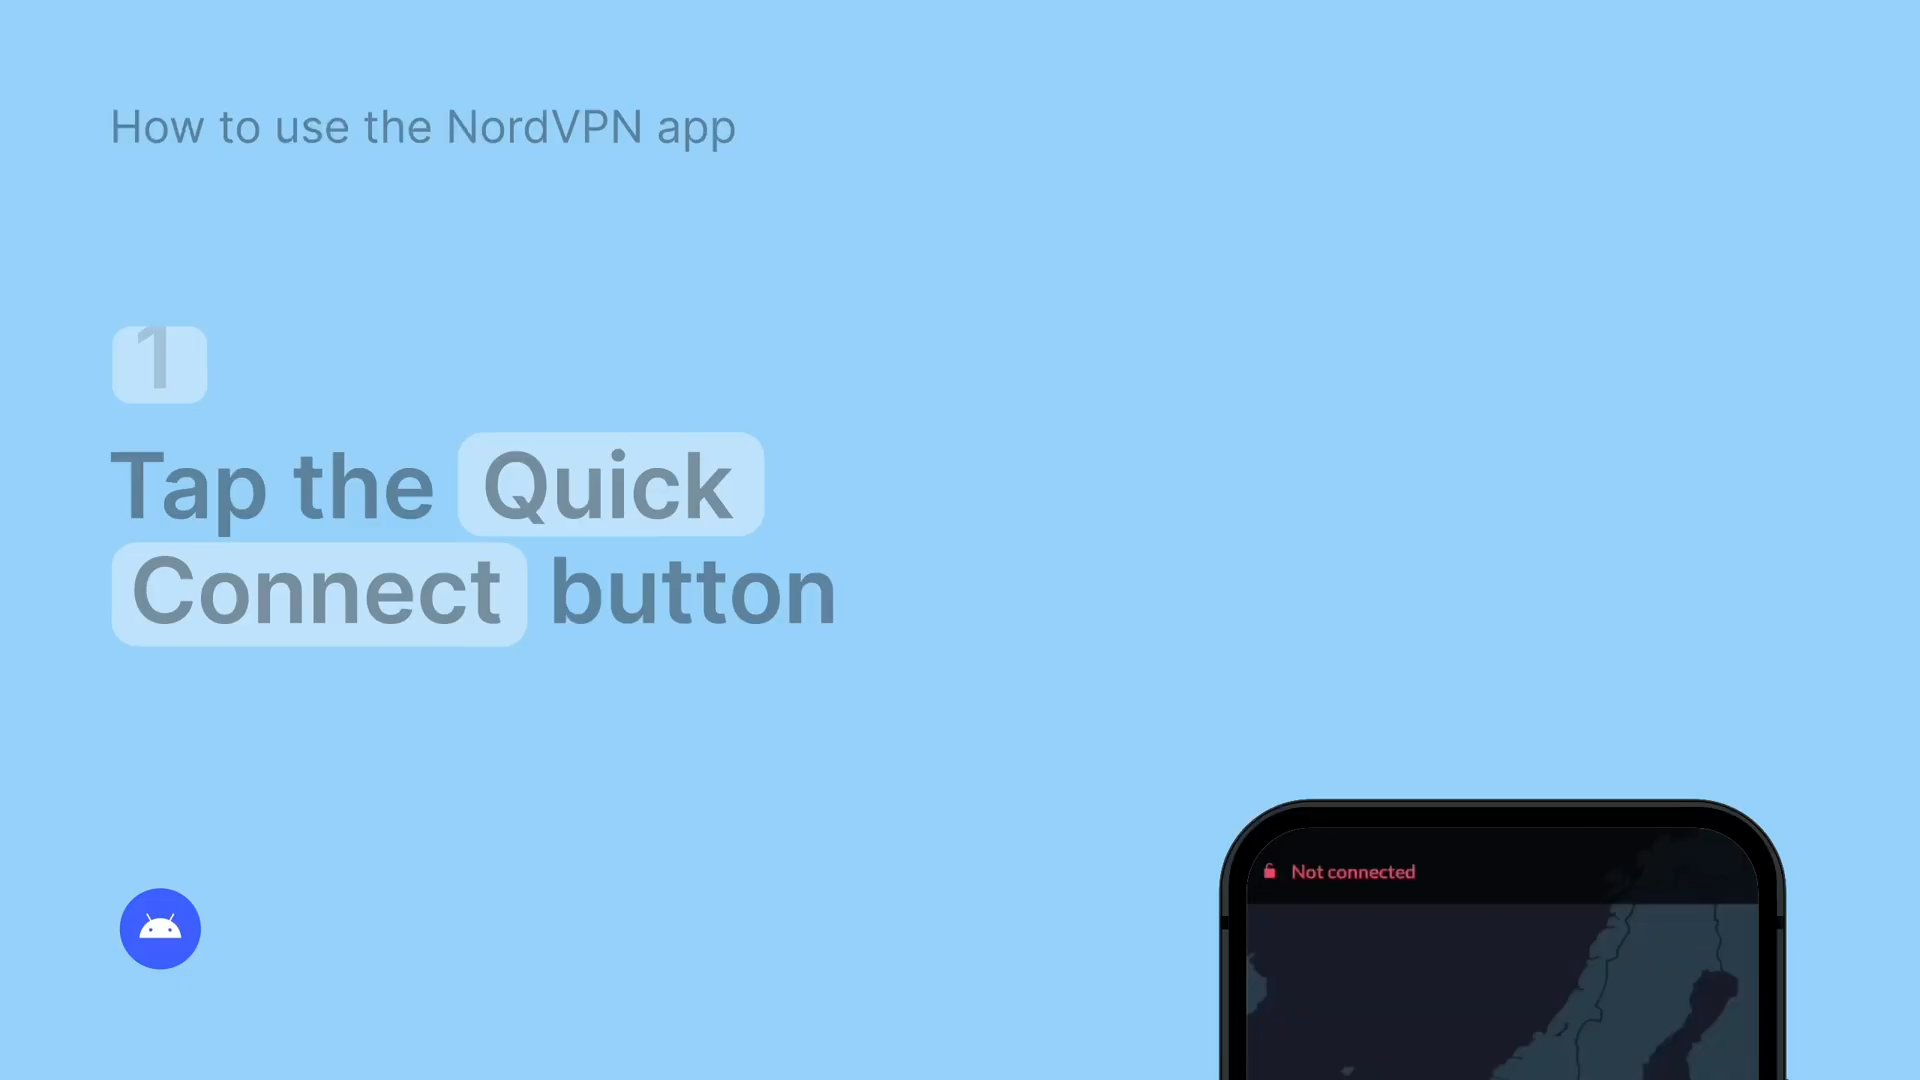 How to use the NordVPN app
1
Tap the Quick
Connect button
Not connected